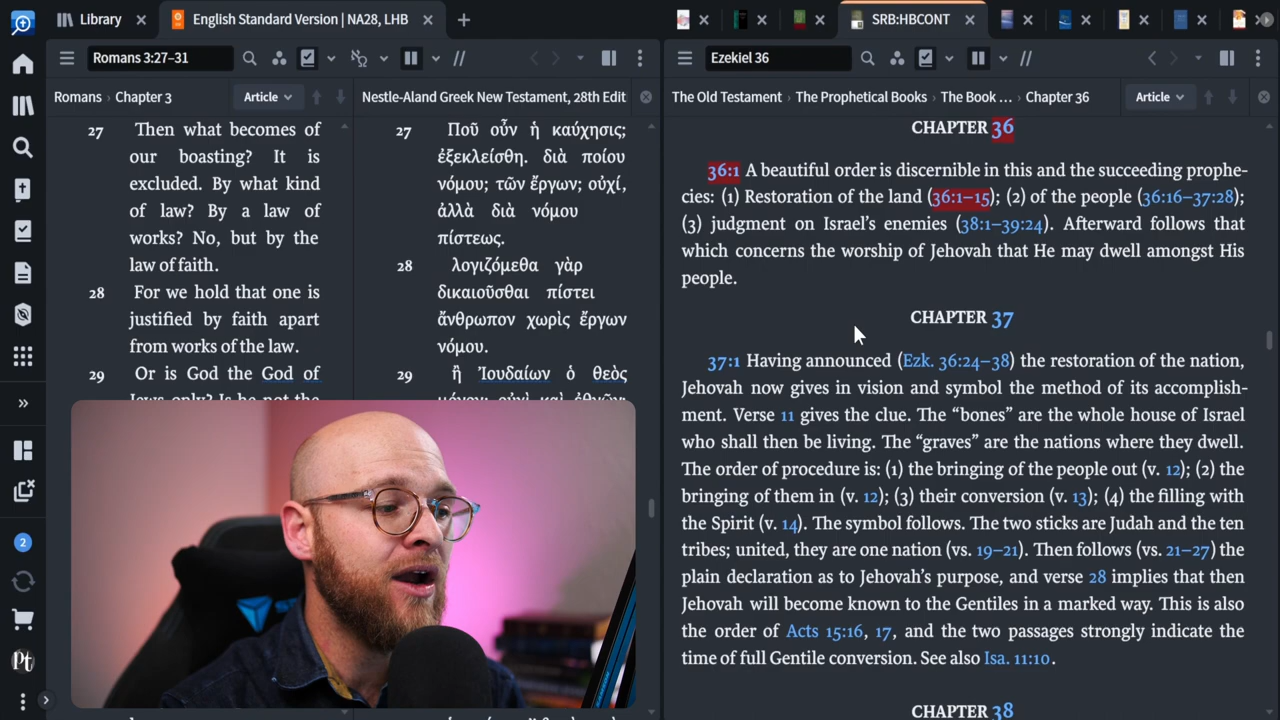 Library
English Standard Version | NA28, LHB
SRB:HBCONT
Romans 3:27–31
Ezekiel 36
Romans › Chapter 3
Article
Nestle-Aland Greek New Testament, 28th Edit
The Old Testament › The Prophetical Books › The Book ... › Chapter 36
Article
27 Then what becomes of
our boasting? It is
excluded. By what kind
of law? By a law of
works? No, but by the
law of faith.
28 For we hold that one is
justified by faith apart
from works of the law.
29 Or is God the God of
Jews only? Is he not the
27 Ποῦ οὖν ἡ καύχησις;
ἐξεκλείσθη. διὰ ποίου
νόμου; τῶν ἔργων; οὐχί,
ἀλλὰ διὰ νόμου
πίστεως.
28 λογιζόμεθα γὰρ
δικαιοῦσθαι πίστει
ἄνθρωπον χωρὶς ἔργων
νόμου.
29 ἢ Ἰουδαίων ὁ θεὸς
μόνον; οὐχὶ καὶ ἐθνῶν;
CHAPTER 36
36:1 A beautiful order is discernible in this and the succeeding prophe-
cies: (1) Restoration of the land (36:1–15); (2) of the people (36:16–37:28);
(3) judgment on Israel’s enemies (38:1–39:24). Afterward follows that
which concerns the worship of Jehovah that He may dwell amongst His
people.
CHAPTER 37
37:1 Having announced (Ezk. 36:24–38) the restoration of the nation,
Jehovah now gives in vision and symbol the method of its accomplish-
ment. Verse 11 gives the clue. The “bones” are the whole house of Israel
who shall then be living. The “graves” are the nations where they dwell.
The order of procedure is: (1) the bringing of the people out (v. 12); (2) the
bringing of them in (v. 12); (3) their conversion (v. 13); (4) the filling with
the Spirit (v. 14). The symbol follows. The two sticks are Judah and the ten
tribes; united, they are one nation (vs. 19–21). Then follows (vs. 21–27) the
plain declaration as to Jehovah’s purpose, and verse 28 implies that then
Jehovah will become known to the Gentiles in a marked way. This is also
the order of Acts 15:16, 17, and the two passages strongly indicate the
time of full Gentile conversion. See also Isa. 11:10.
CHAPTER 38
2
Pt